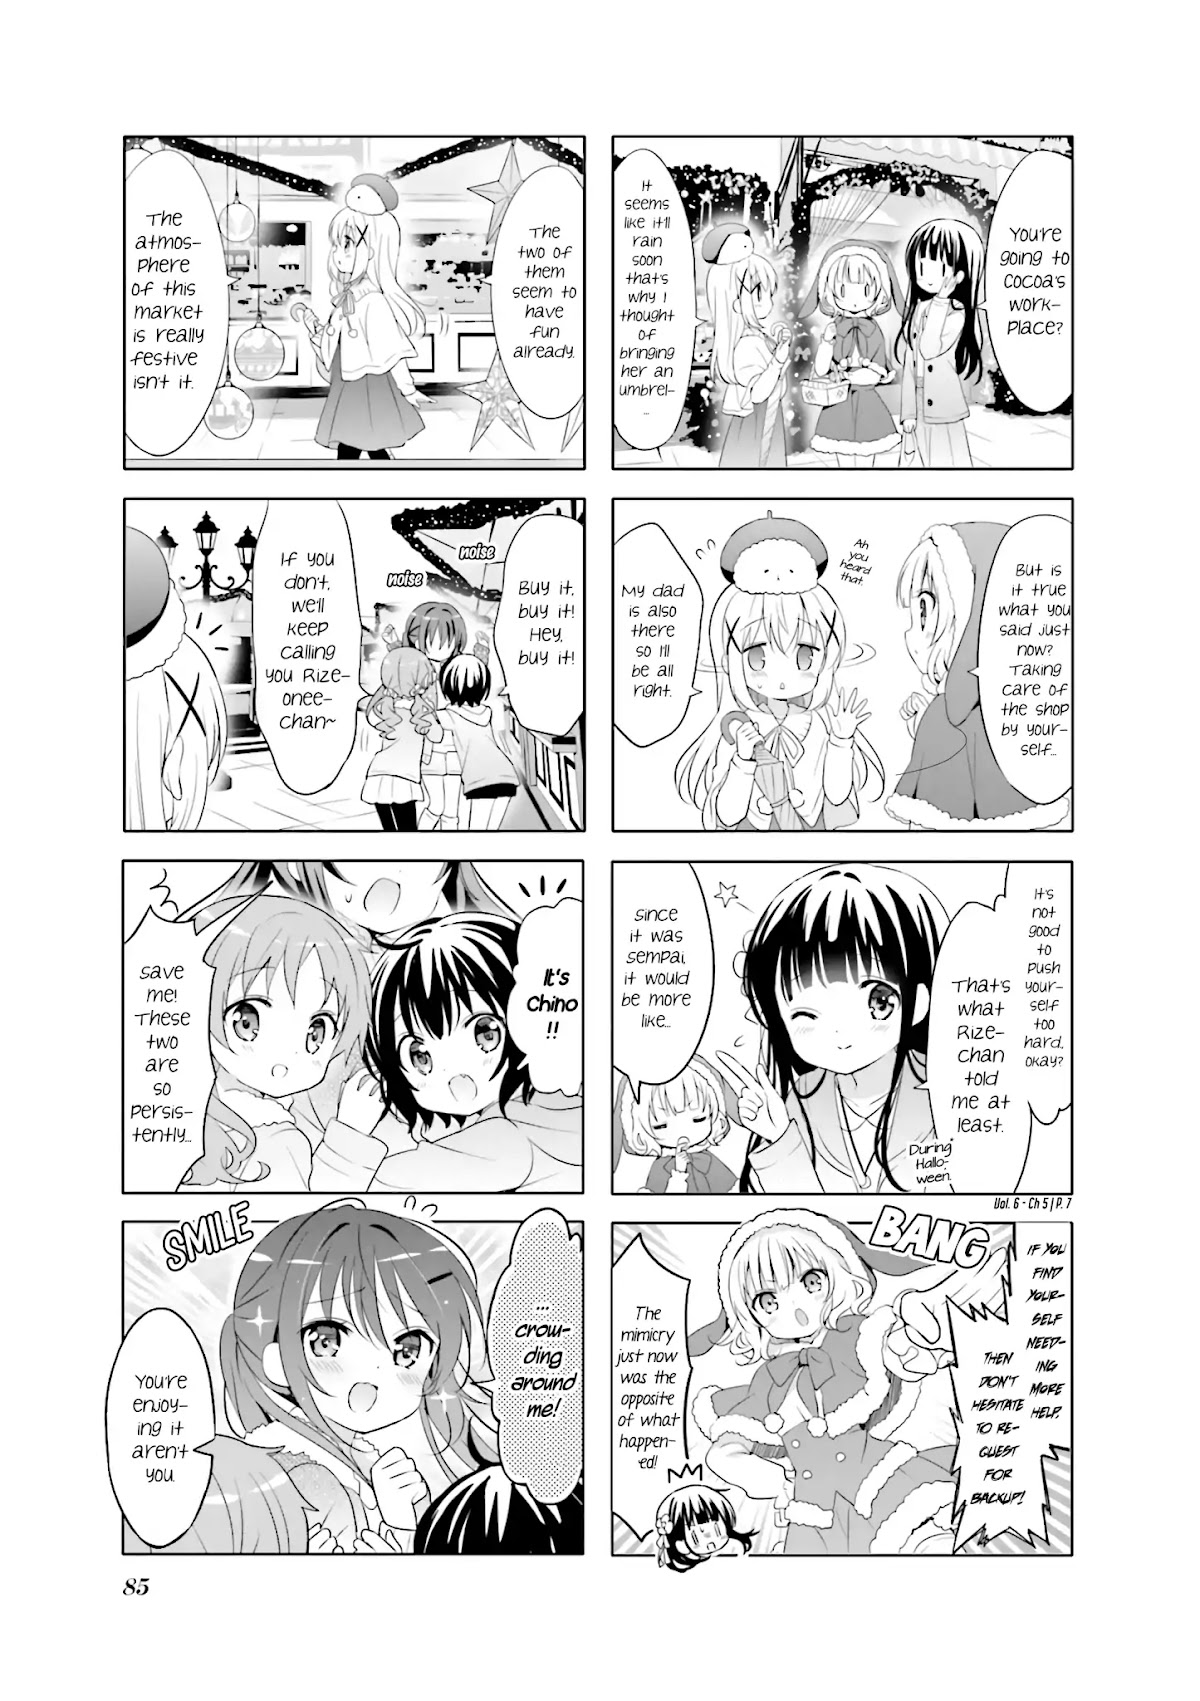 You're
going to
Cocoa's
work-
place?
It
seems
like it'll
rain
soon
that's
why I
thought
of
bringing
her an
umbrel-
...
But is
it true
what you
said just
now?
Taking
care of
the shop
by your-
self...
Ah
you
heard
that.
My dad
is also
there
so I'll
be all
right.
It's
not
good
to
push
your-
self
too
hard,
okay?
That's
what
Rize-
chan
told
me at
least.
During
Hallo-
ween.
Since
it was
sempai,
it would
be more
like...
Vol. 6 - Ch 5 | P. 7
IF YOU
FIND
YOUR-
SELF
NEED-
ING
MORE
HELP,
THEN
DON'T
HESITATE
TO RE-
QUEST
FOR
BACKUP!
BANG
The
mimicry
just now
was the
opposite
of what
happen-
ed!
The
two of
them
seem to
have
fun
already.
The
atmos-
phere
of this
market
is really
festive
isn't it.
Buy it,
buy it!
Hey,
buy it!
noise
noise
If you
don't,
we'll
keep
calling
you Rize-
onee-
chan~
It's
Chino
!!
Save
me!
These
two
are
so
persis-
tently...
...
crow-
ding
around
me!
SMILE
You're
enjoy-
ing it
aren't
you.
85